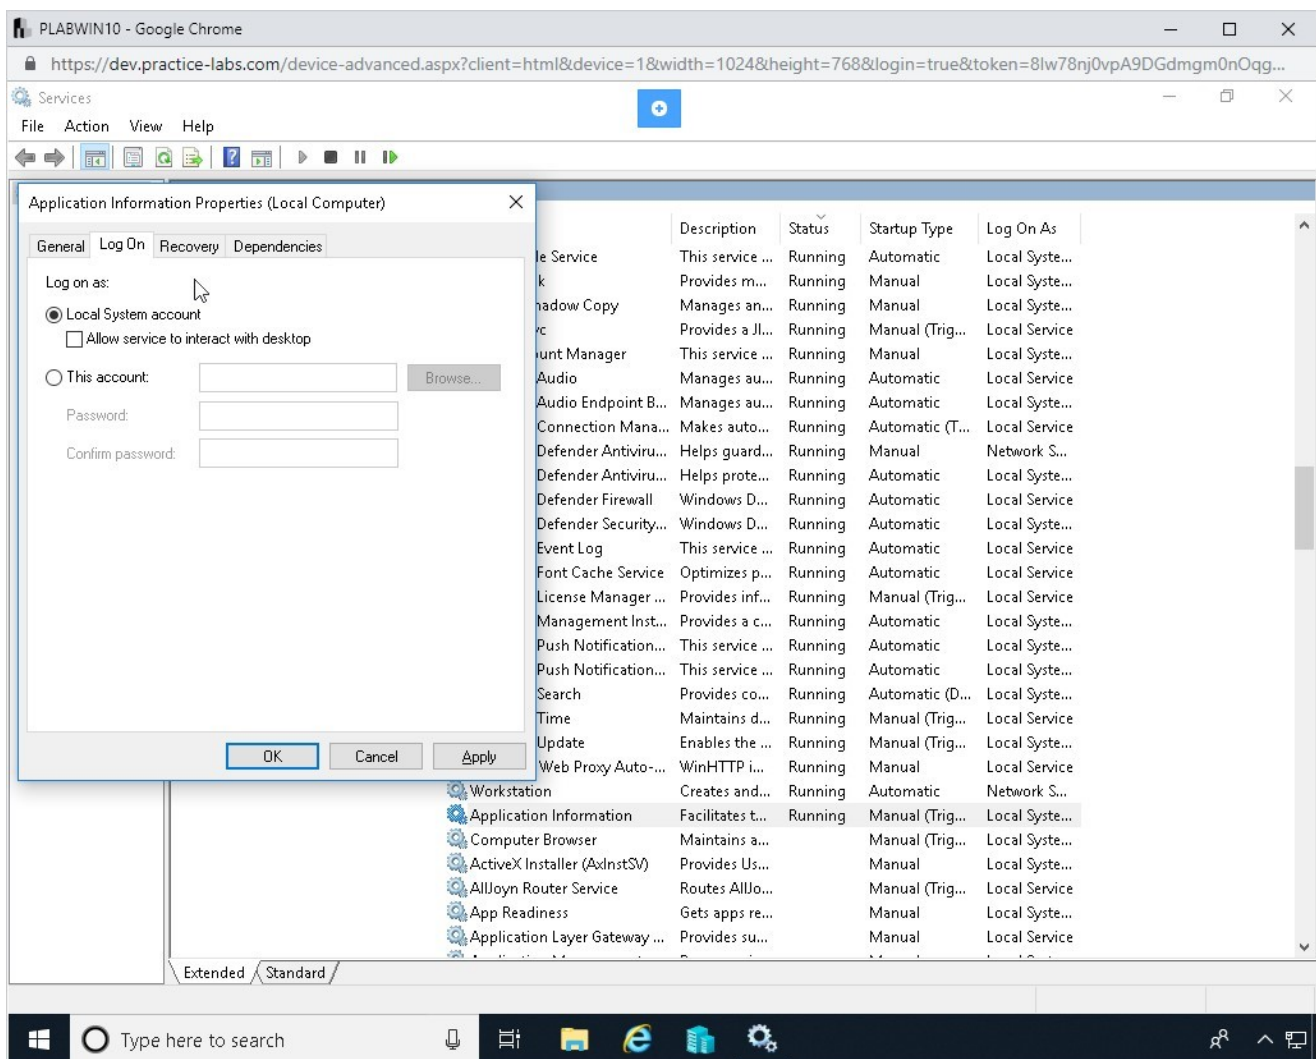 PLABWIN10 - Google Chrome
https://dev.practice-labs.com/device-advanced.aspx?client=html&device=1&width=1024&height=768&login=true&token=8lw78nj0vpA9DGdmgm0nOqg...
Services
File Action View Help
Application Information Properties (Local Computer)
General Log On Recovery Dependencies
Log on as:
Local System account
Allow service to interact with desktop
This account:
Browse...
Password:
Confirm password:
OK Cancel Apply
Description Status Startup Type Log On As
le Service This service ... Running Automatic Local Syste...
k Provides m... Running Manual Local Syste...
hadow Copy Manages an... Running Manual Local Syste...
vc Provides a JI... Running Manual (Trig... Local Service
ount Manager This service ... Running Manual Local Syste...
Audio Manages au... Running Automatic Local Service
Audio Endpoint B... Manages au... Running Automatic Local Syste...
Connection Mana... Makes auto... Running Automatic (T... Local Service
Defender Antiviru... Helps guard... Running Manual Network S...
Defender Antiviru... Helps prote... Running Automatic Local Syste...
Defender Firewall Windows D... Running Automatic Local Service
Defender Security... Windows D... Running Automatic Local Syste...
Event Log This service ... Running Automatic Local Service
Font Cache Service Optimizes p... Running Automatic Local Service
License Manager ... Provides inf... Running Manual (Trig... Local Service
Management Inst... Provides a c... Running Automatic Local Syste...
Push Notification... This service ... Running Automatic Local Syste...
Push Notification... This service ... Running Automatic Local Syste...
Search Provides co... Running Automatic (D... Local Syste...
Time Maintains d... Running Manual (Trig... Local Service
Update Enables the ... Running Manual (Trig... Local Syste...
Web Proxy Auto-... WinHTTP i... Running Manual Local Service
Workstation Creates and... Running Automatic Network S...
Application Information Facilitates t... Running Manual (Trig... Local Syste...
Computer Browser Maintains a... Manual (Trig... Local Syste...
ActiveX Installer (AxInstSV) Provides Us... Manual Local Syste...
AllJoyn Router Service Routes AllJo... Manual (Trig... Local Service
App Readiness Gets apps re... Manual Local Syste...
Application Layer Gateway ... Provides su... Manual Local Service
Extended Standard
Type here to search